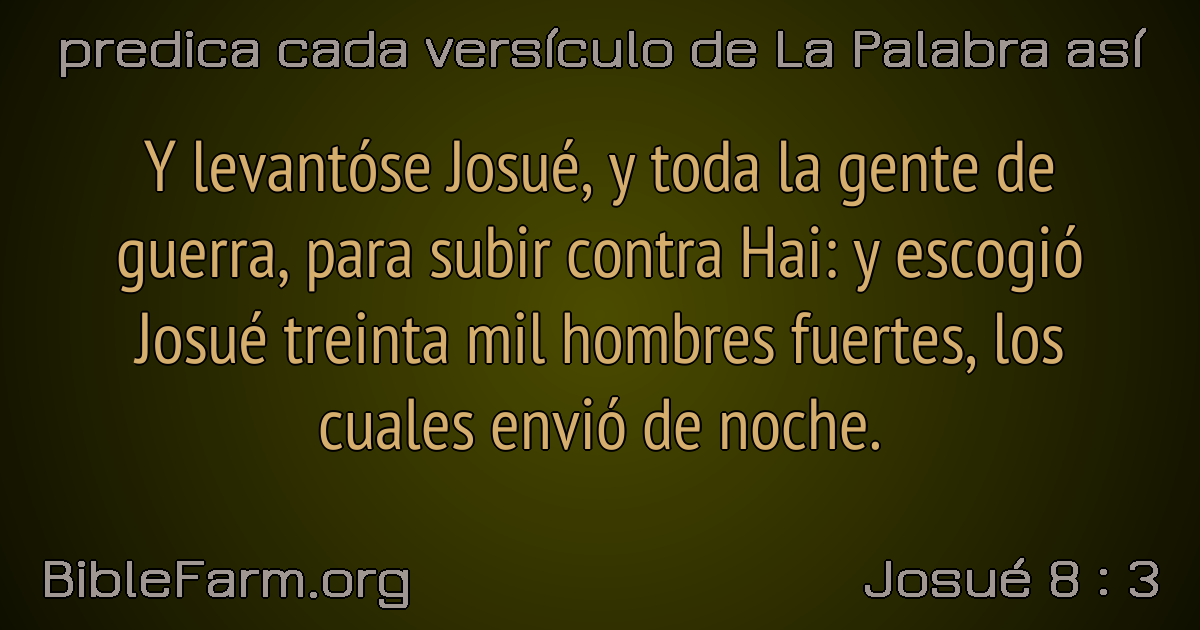 predica cada versículo de La Palabra así
Y levantóse Josué, y toda la gente de
guerra, para subir contra Hai: y escogió
Josué treinta mil hombres fuertes, los
cuales envió de noche.
BibleFarm.org
Josué 8 : 3